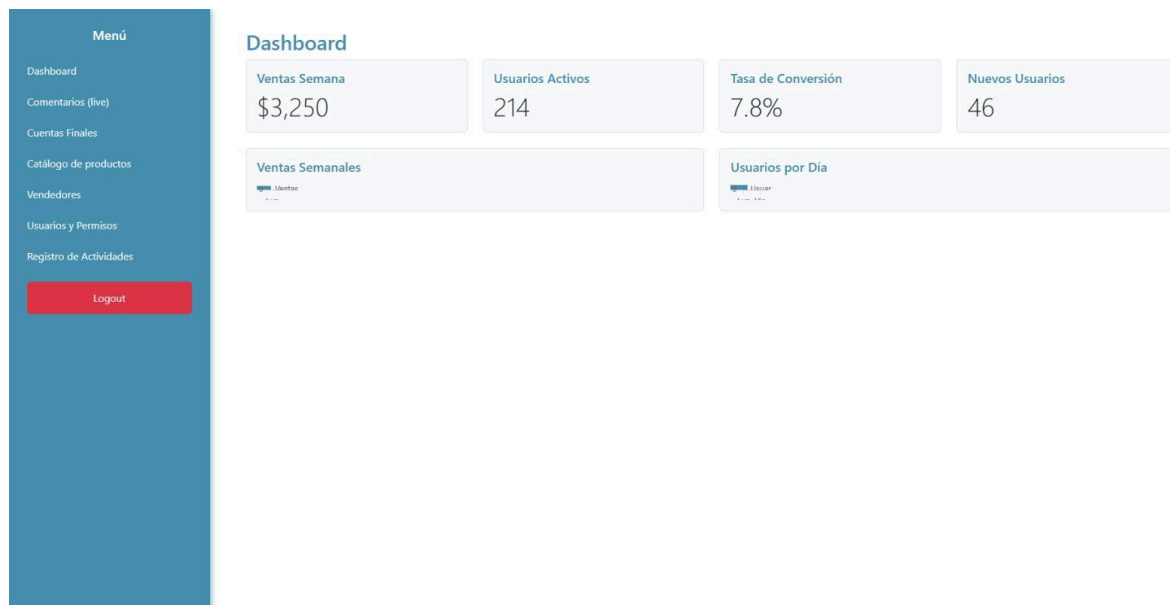 Menú
Dashboard
Comentarios (live)
Cuentas Finales
Catálogo de productos
Vendedores
Usuarios y Permisos
Registro de Actividades
Logout
Dashboard
Ventas Semana
$3,250
Usuarios Activos
214
Tasa de Conversión
7.8%
Nuevos Usuarios
46
Ventas Semanales
Ventas
Usuarios por Día